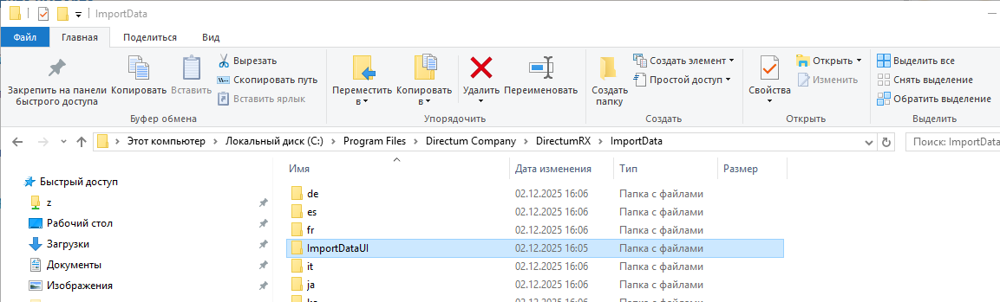 ImportData
Файл Главная Поделиться Вид
Закрепить на панели быстрого доступа
Копировать
Вставить
Вырезать
Скопировать путь
Вставить ярлык
Буфер обмена
Переместить в
Копировать в
Удалить
Переименовать
Упорядочить
Создать папку
Создать элемент
Простой доступ
Создать
Свойства
Открыть
Изменить
Открыть
Выделить все
Снять выделение
Обратить выделение
Выделить
Этот компьютер Локальный диск (C:) Program Files Directum Company DirectumRX ImportData
Поиск: ImportData
Быстрый доступ
z
Рабочий стол
Загрузки
Документы
Изображения
Имя Дата изменения Тип Размер
de 02.12.2025 16:06 Папка с файлами
es 02.12.2025 16:06 Папка с файлами
fr 02.12.2025 16:06 Папка с файлами
ImportDataUI 02.12.2025 16:05 Папка с файлами
it 02.12.2025 16:06 Папка с файлами
ja 02.12.2025 16:06 Папка с файлами